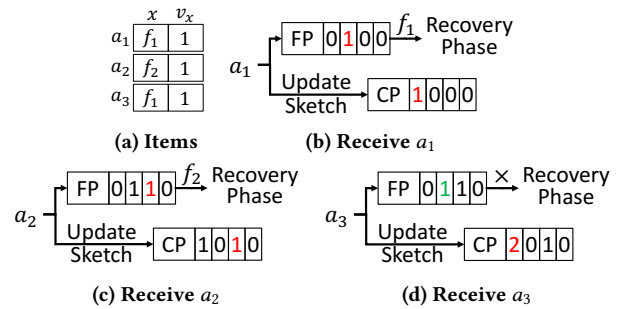 x v_x
a_1 f_1 1
a_2 f_2 1
a_3 f_1 1
(a) Items
a_1
FP 0 1 0 0
f_1
Recovery
Phase
Update
Sketch
CP 1 0 0 0
(b) Receive a_1
a_2
FP 0 1 1 0
f_2
Recovery
Phase
Update
Sketch
CP 1 0 1 0
(c) Receive a_2
a_3
FP 0 1 1 0
×
Recovery
Phase
Update
Sketch
CP 2 0 1 0
(d) Receive a_3